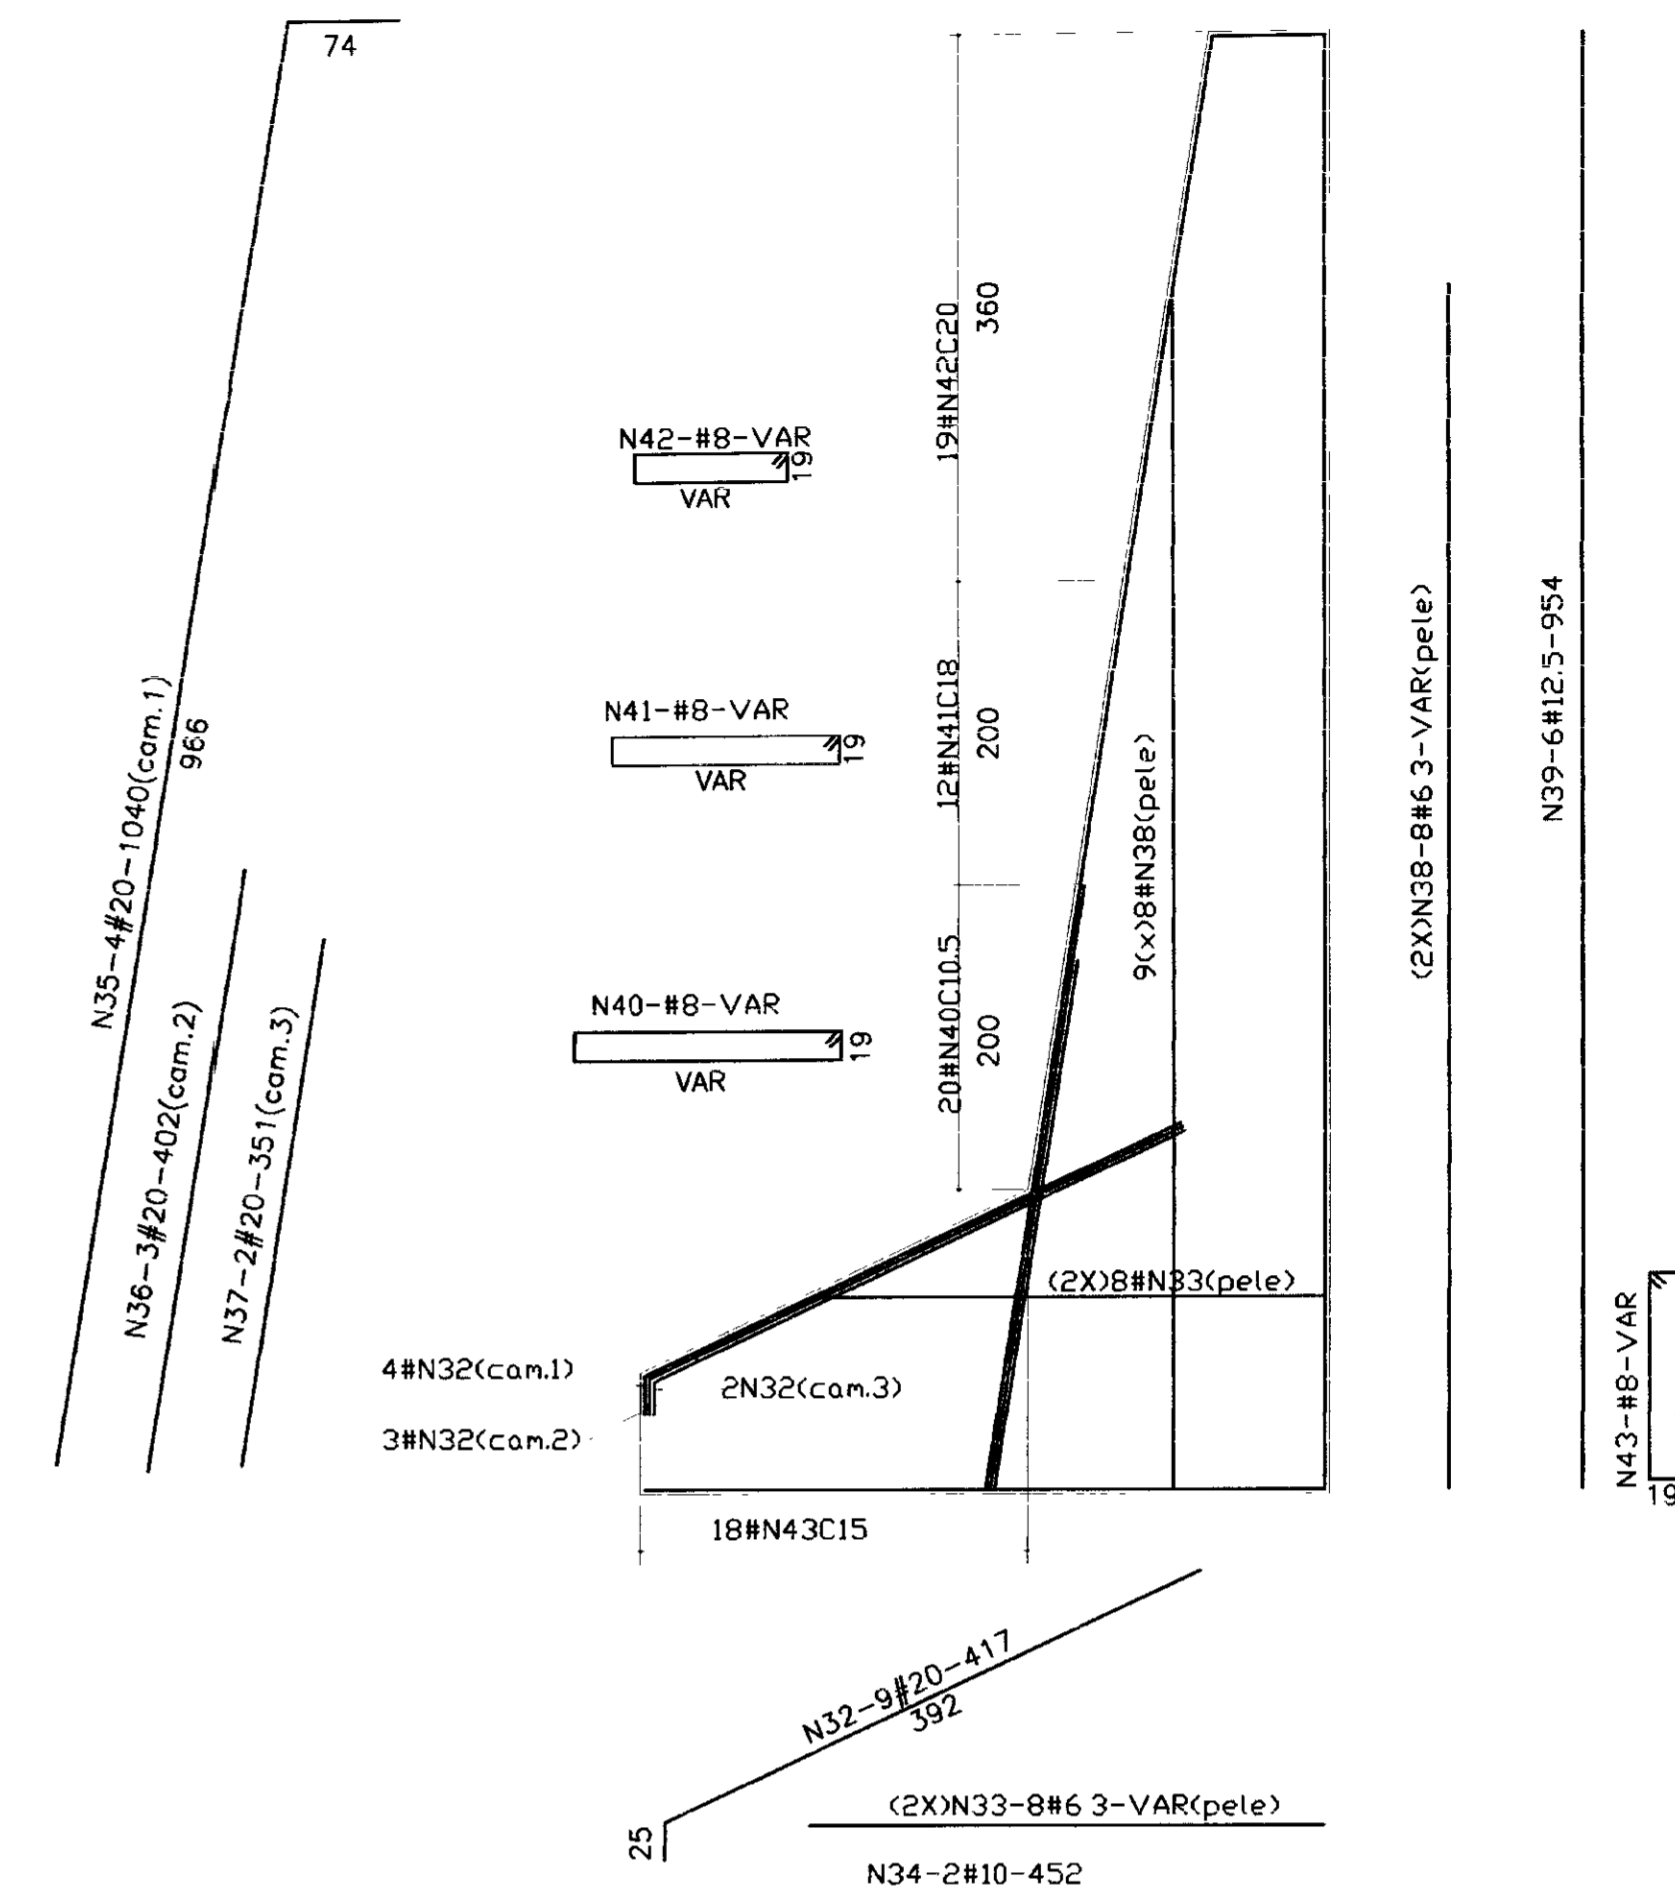 74
N35-4#20-1040(cam.1)
966
N36-3#20-402(cam.2)
N37-2#20-351(cam.3)
N42-#8-VAR
19
VAR
N41-#8-VAR
19
VAR
N40-#8-VAR
19
VAR
19#N42C20
360
12#N41C18
200
20#N40C10.5
200
9(x)8#N38(pele)
(2X)N38-8#6 3-VAR(pele)
N39-6#12.5-954
(2X)8#N33(pele)
4#N32(cam.1)
2N32(cam.3)
3#N32(cam.2)
N43-#8-VAR
19
18#N43C15
N32-9#20-417
392
25
(2X)N33-8#6 3-VAR(pele)
N34-2#10-452